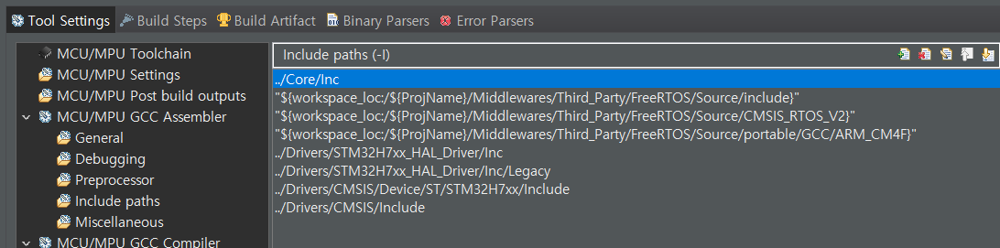 Tool Settings Build Steps Build Artifact Binary Parsers Error Parsers
MCU/MPU Toolchain
MCU/MPU Settings
MCU/MPU Post build outputs
MCU/MPU GCC Assembler
General
Debugging
Preprocessor
Include paths
Miscellaneous
MCU/MPU GCC Compiler
Include paths (-I)
../Core/Inc
"${workspace_loc:/${ProjName}/Middlewares/Third_Party/FreeRTOS/Source/include}"
"${workspace_loc:/${ProjName}/Middlewares/Third_Party/FreeRTOS/Source/CMSIS_RTOS_V2}"
"${workspace_loc:/${ProjName}/Middlewares/Third_Party/FreeRTOS/Source/portable/GCC/ARM_CM4F}"
../Drivers/STM32H7xx_HAL_Driver/Inc
../Drivers/STM32H7xx_HAL_Driver/Inc/Legacy
../Drivers/CMSIS/Device/ST/STM32H7xx/Include
../Drivers/CMSIS/Include